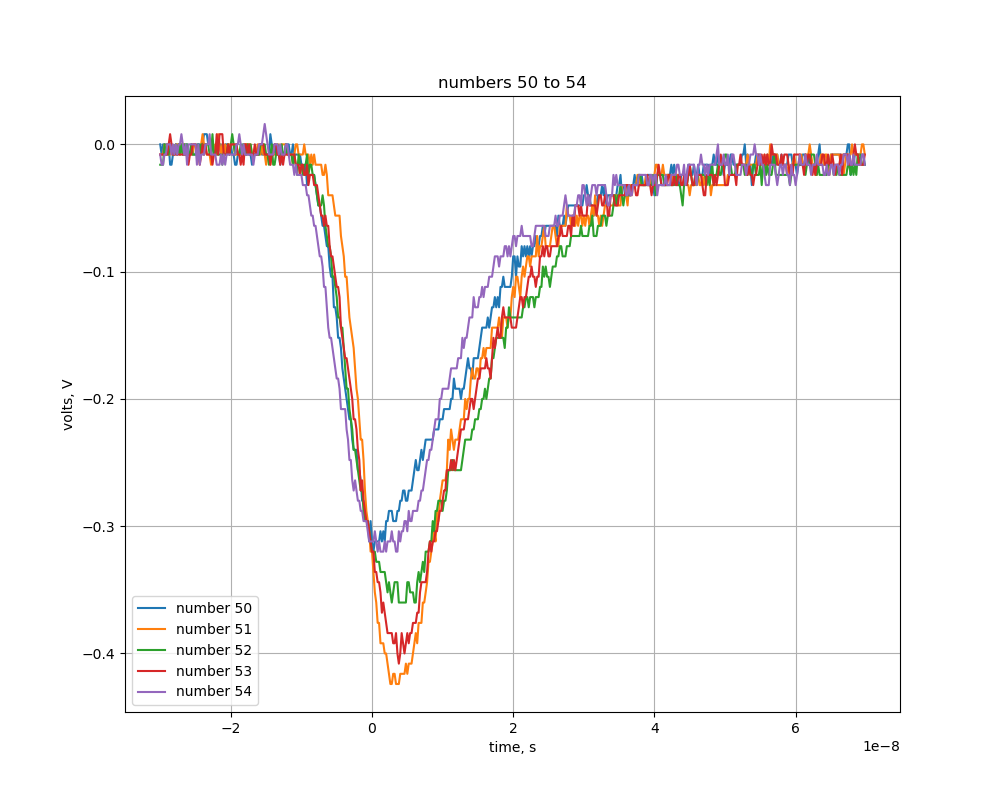 numbers 50 to 54
volts, V
0.0
−0.1
−0.2
−0.3
−0.4
number 50
number 51
number 52
number 53
number 54
−2
0
2
4
6
time, s
1e−8